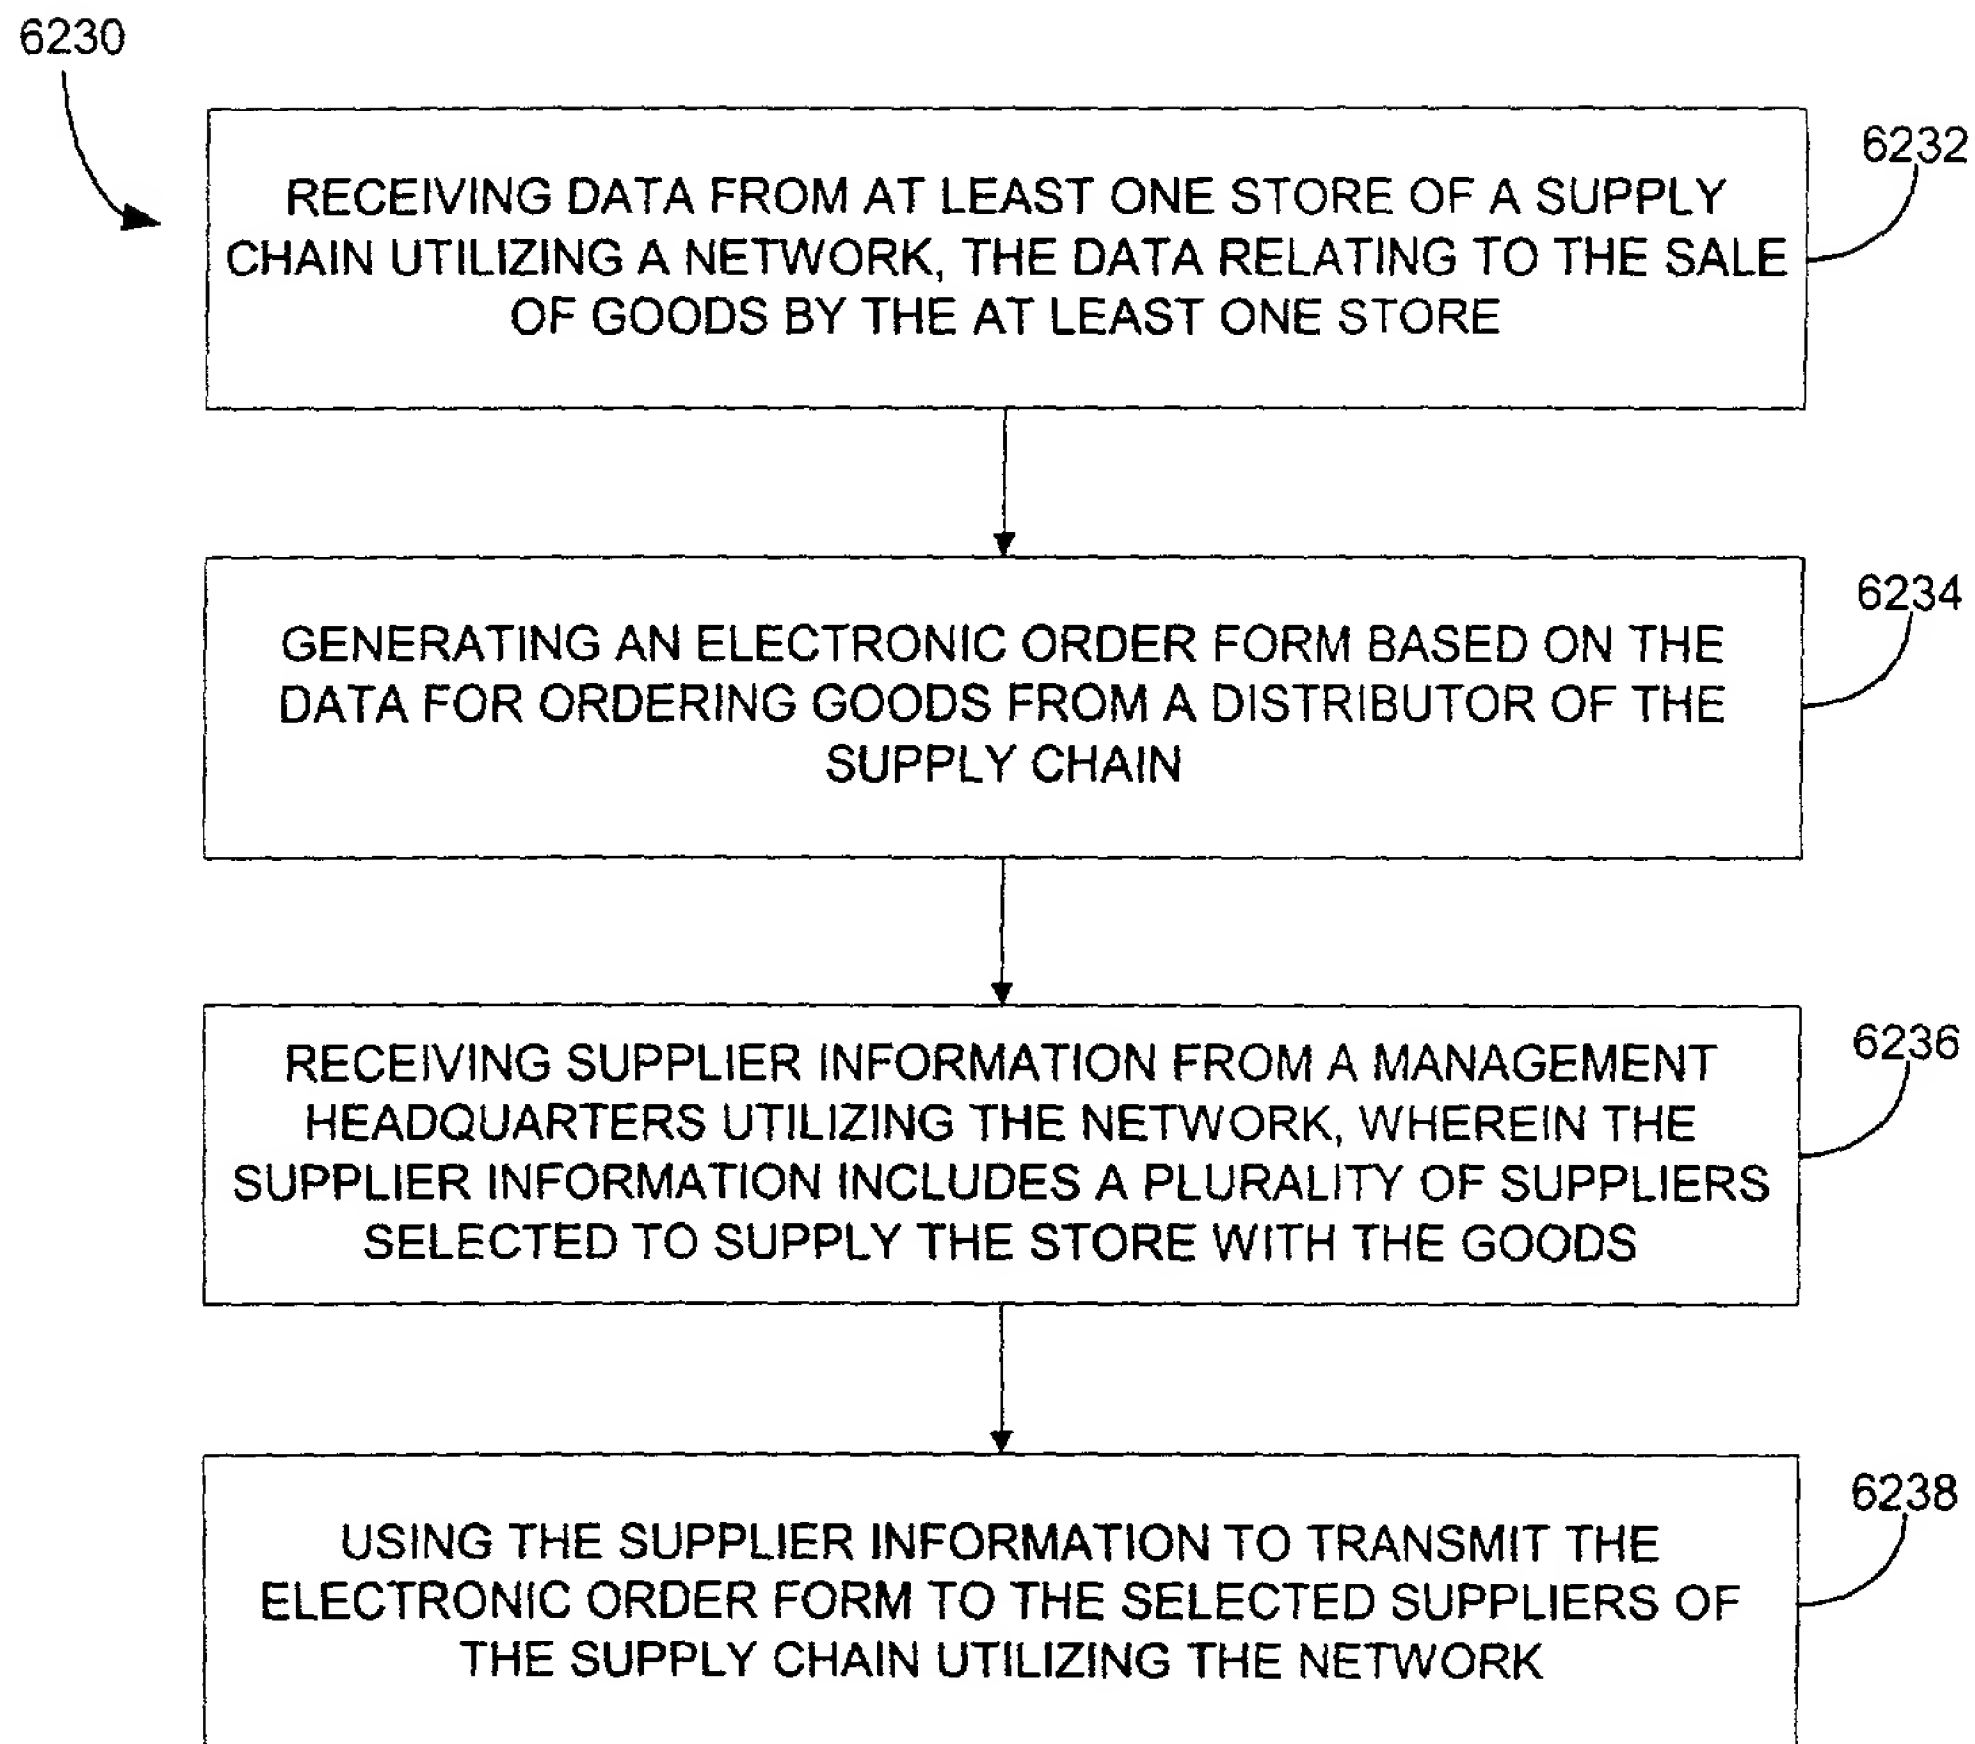 6230
6232
RECEIVING DATA FROM AT LEAST ONE STORE OF A SUPPLY
CHAIN UTILIZING A NETWORK, THE DATA RELATING TO THE SALE
OF GOODS BY THE AT LEAST ONE STORE
6234
GENERATING AN ELECTRONIC ORDER FORM BASED ON THE
DATA FOR ORDERING GOODS FROM A DISTRIBUTOR OF THE
SUPPLY CHAIN
6236
RECEIVING SUPPLIER INFORMATION FROM A MANAGEMENT
HEADQUARTERS UTILIZING THE NETWORK, WHEREIN THE
SUPPLIER INFORMATION INCLUDES A PLURALITY OF SUPPLIERS
SELECTED TO SUPPLY THE STORE WITH THE GOODS
6238
USING THE SUPPLIER INFORMATION TO TRANSMIT THE
ELECTRONIC ORDER FORM TO THE SELECTED SUPPLIERS OF
THE SUPPLY CHAIN UTILIZING THE NETWORK